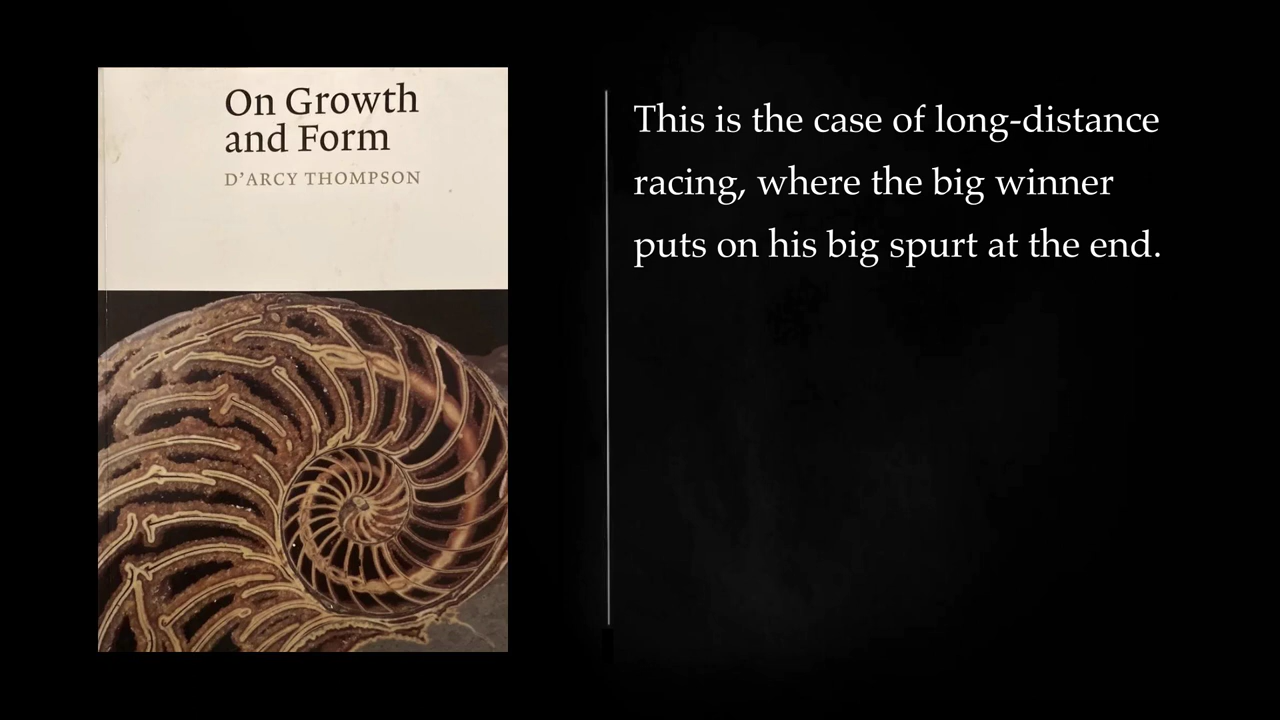 On Growth
and Form
D'ARCY THOMPSON
This is the case of long-distance
racing, where the big winner
puts on his big spurt at the end.